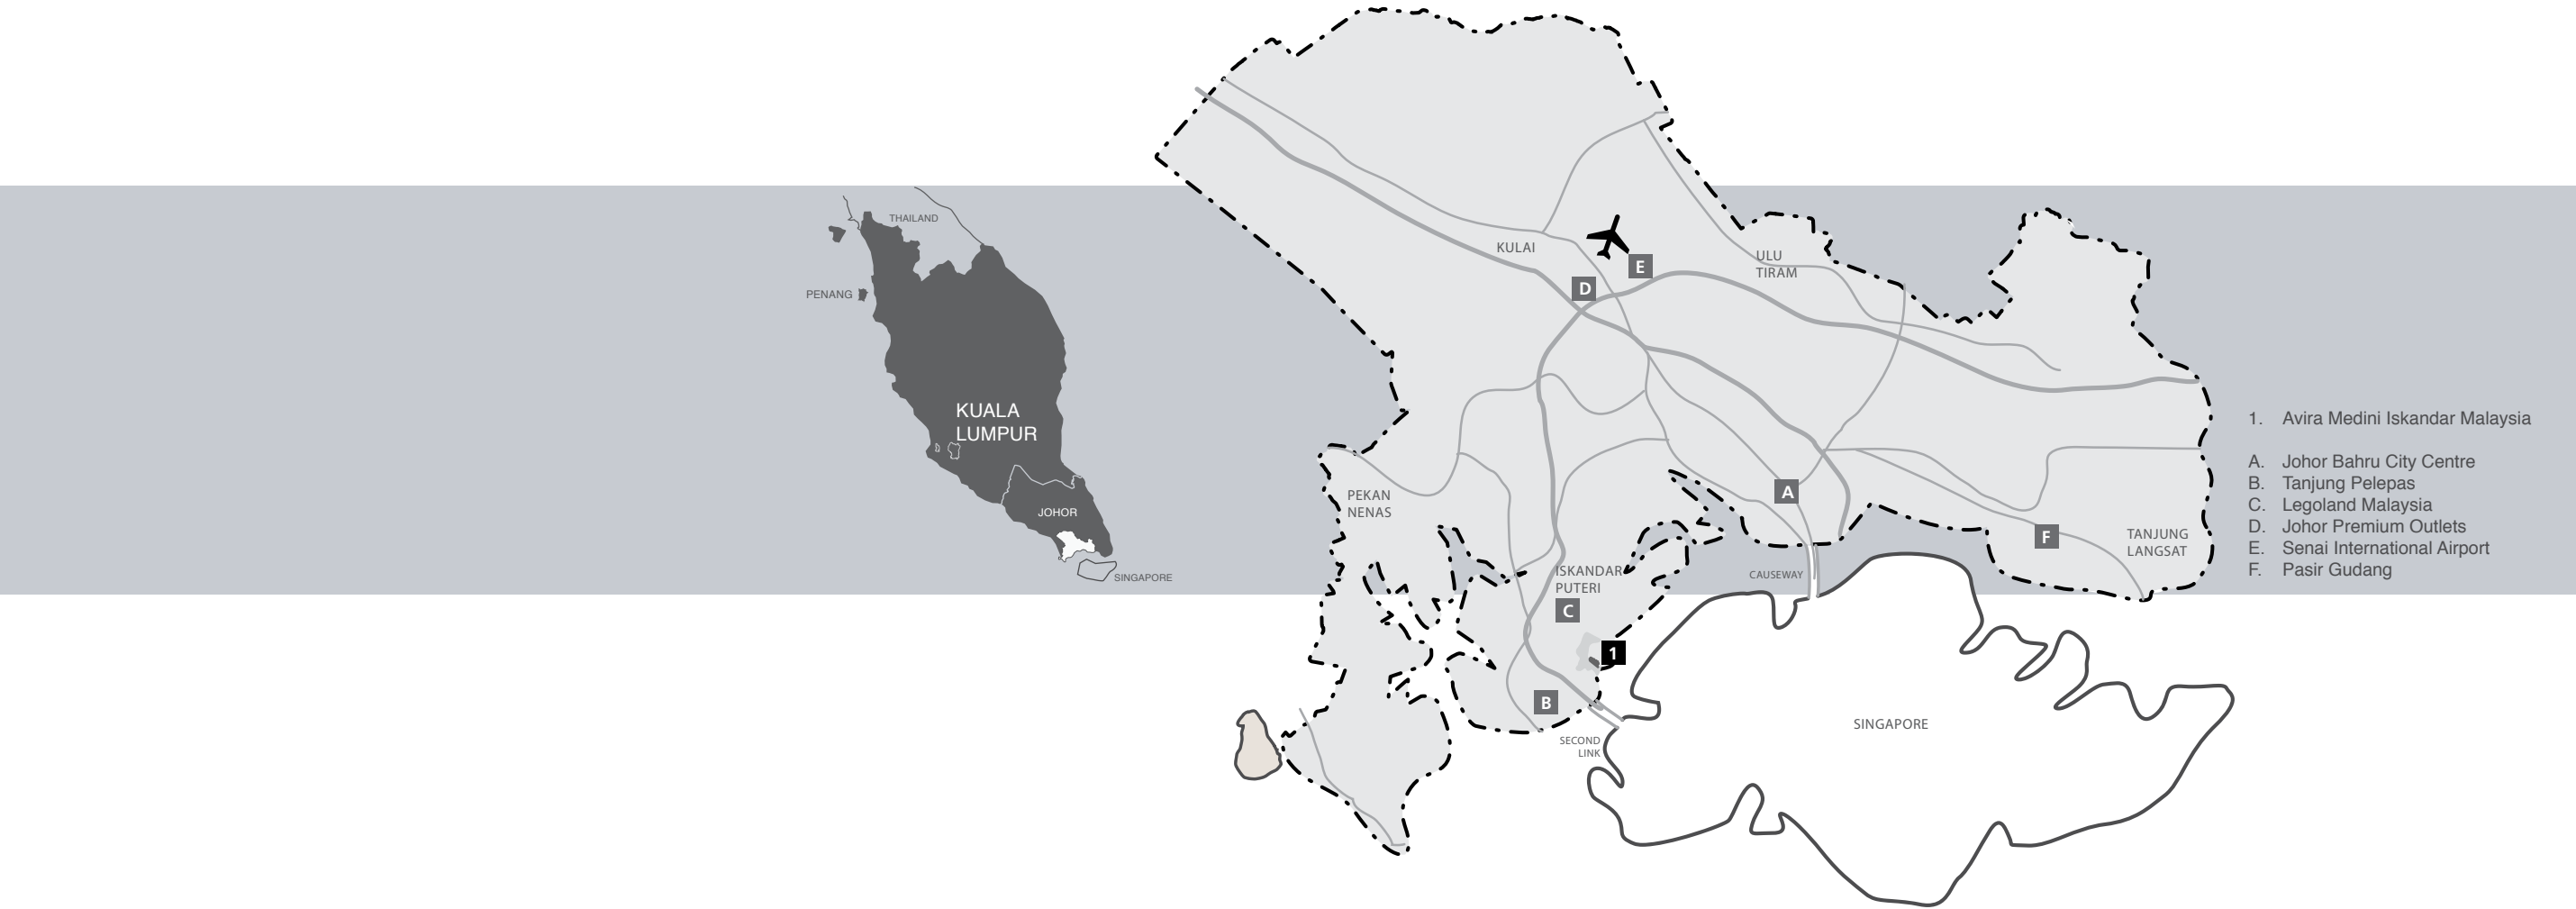 THAILAND
PENANG
KUALA
LUMPUR
JOHOR
SINGAPORE
KULAI
E
D
ULU
TIRAM
PEKAN
NENAS
A
F
TANJUNG
LANGSAT
CAUSEWAY
ISKANDAR
PUTERI
C
1
B
SECOND
LINK
SINGAPORE
1. Avira Medini Iskandar Malaysia
A. Johor Bahru City Centre
B. Tanjung Pelepas
C. Legoland Malaysia
D. Johor Premium Outlets
E. Senai International Airport
F. Pasir Gudang